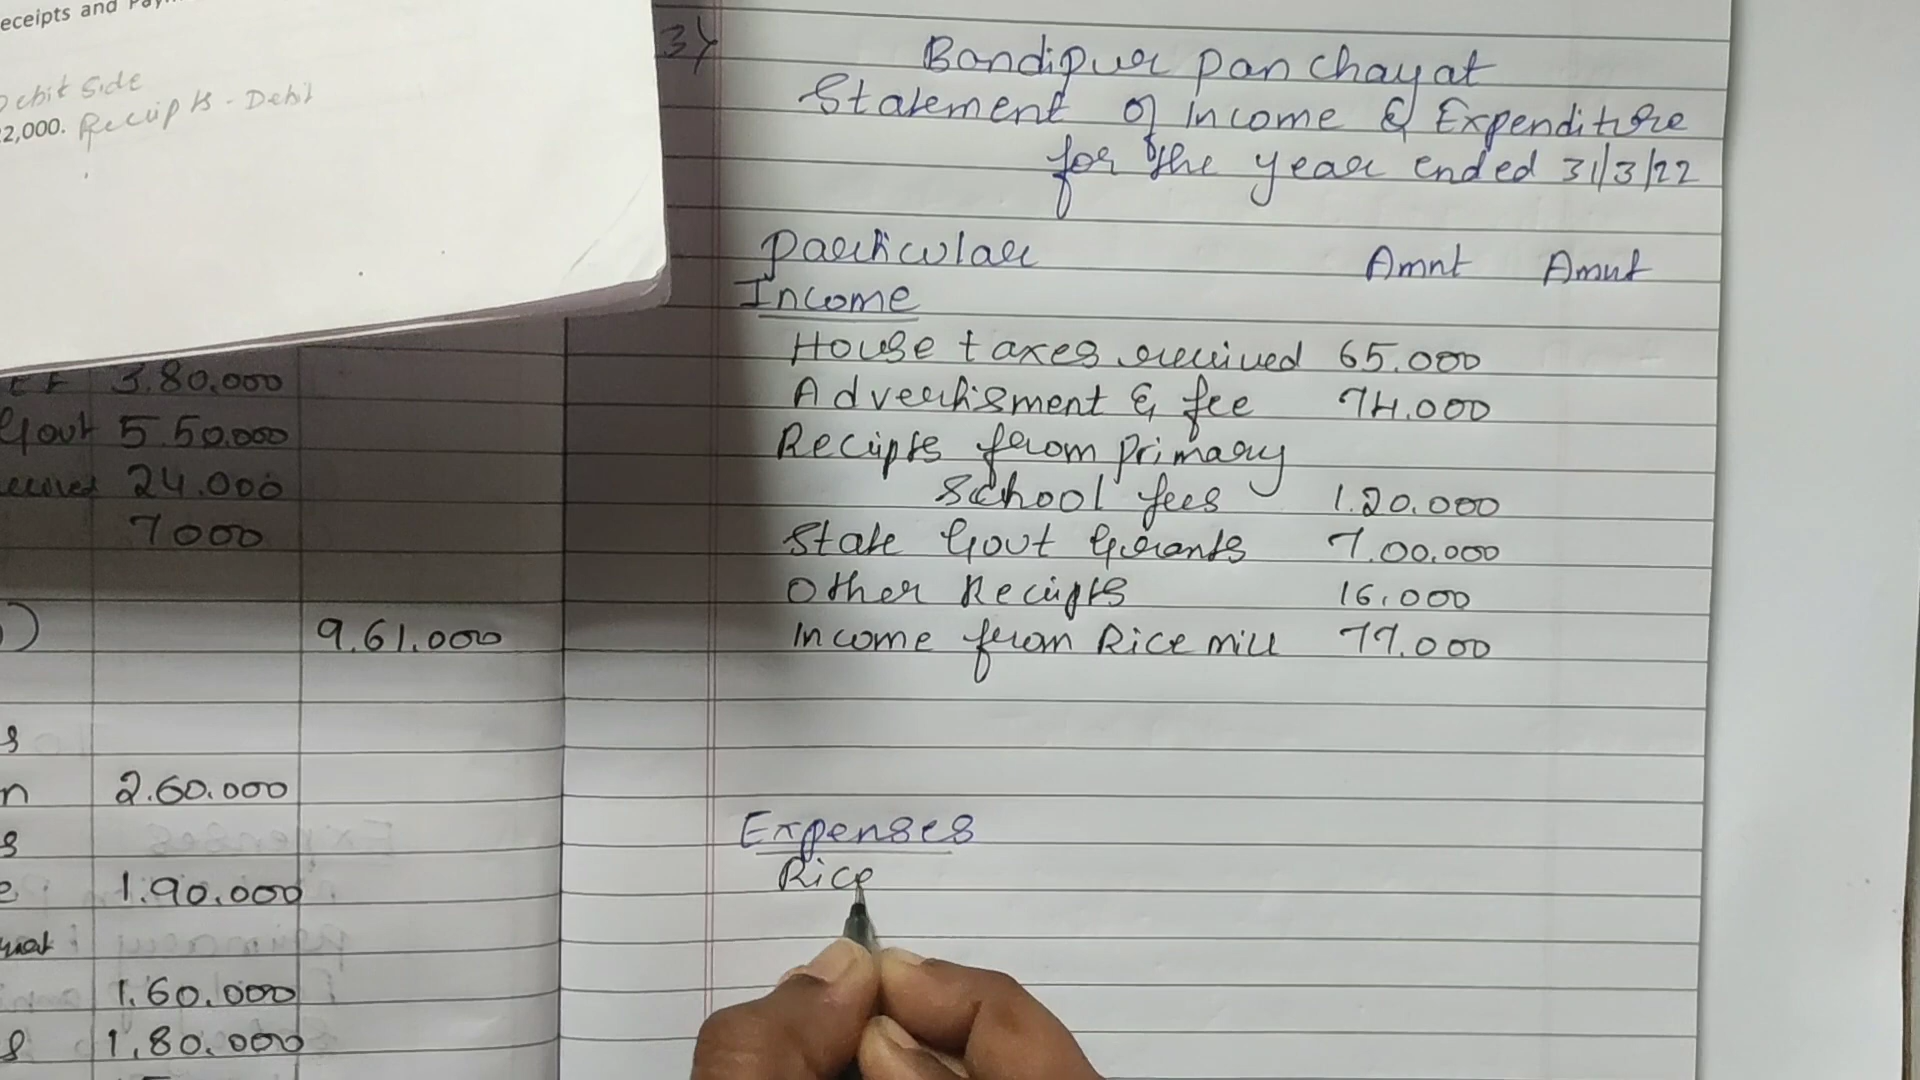 eceipts and
Debit Side
22,000. Recuipts - Debit
3.80.000
Govt 5.50.000
24.000
7000
9.61.000
s
n 2.60.000
s
e 1.90.000
1.60.000
s 1,80.000
3)
Bandipur panchayat
Statement of Income & Expenditure
for the year ended 31/3/22
Particular Amnt Amnt
Income
House taxes received 65.000
Advertisment & fee 74.000
Recipts from primary
School fees 1.20.000
State Govt Grants 7.00.000
Other Recipts 16.000
Income from Rice mill 77.000
Expenses
Rice